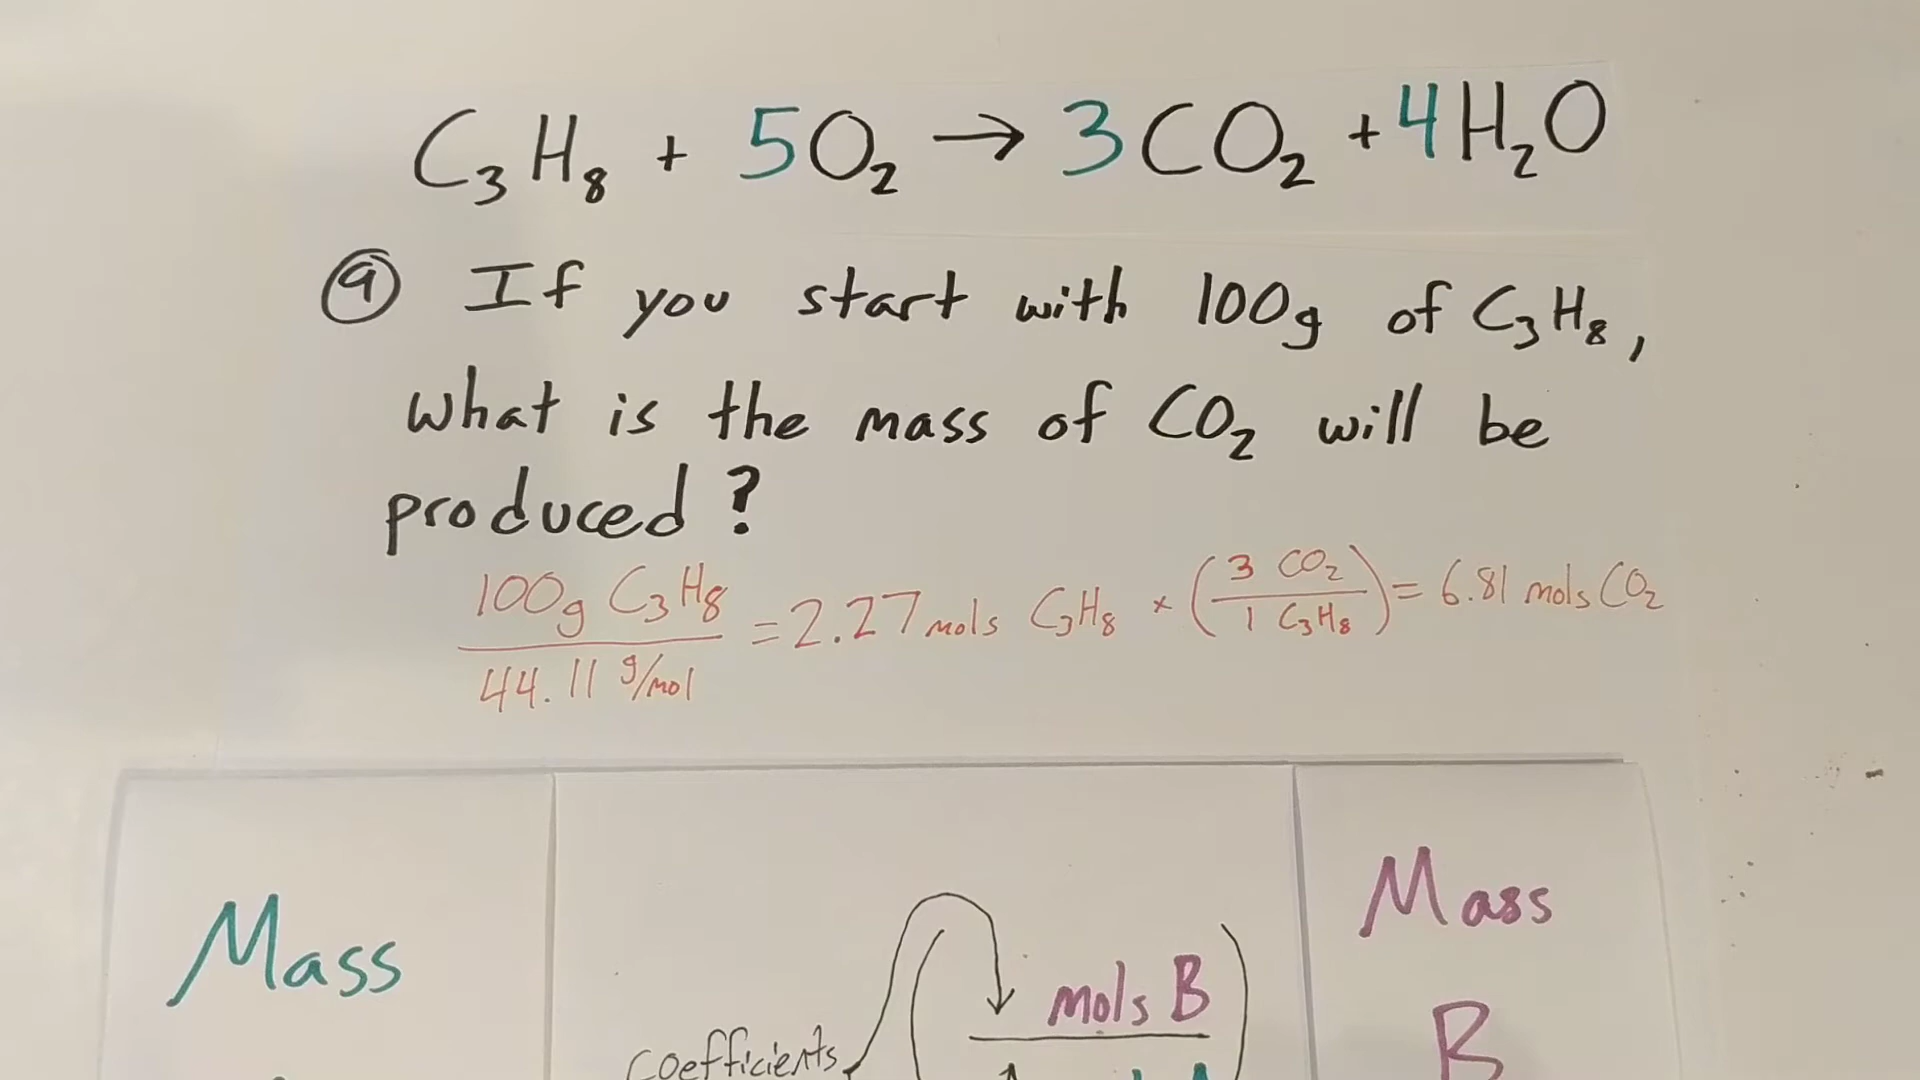 C₃H₈ + 5O₂ → 3CO₂ + 4H₂O
⑨ If you start with 100g of C₃H₈,
what is the mass of CO₂ will be
produced?
100g C₃H₈ / 44.11 g/mol = 2.27 mols C₃H₈ × (3 CO₂ / 1 C₃H₈) = 6.81 mols CO₂
Mass
coefficients
mols B
Mass
B